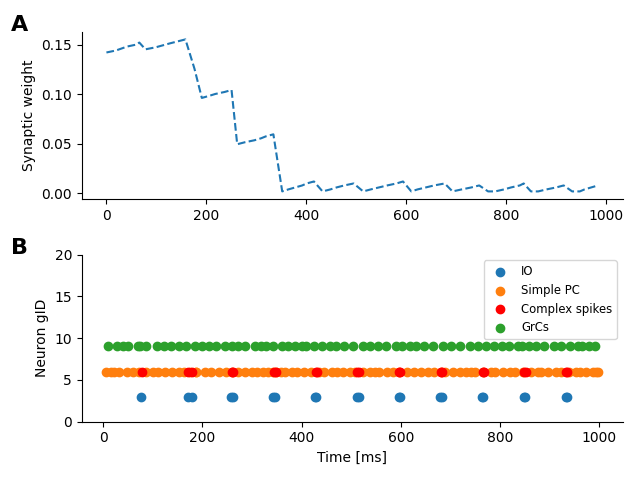 A
0.15
0.10
0.05
0.00
Synaptic weight
0 200 400 600 800 1000
B
20
15
10
5
0
Neuron gID
IO
Simple PC
Complex spikes
GrCs
0 200 400 600 800 1000
Time [ms]